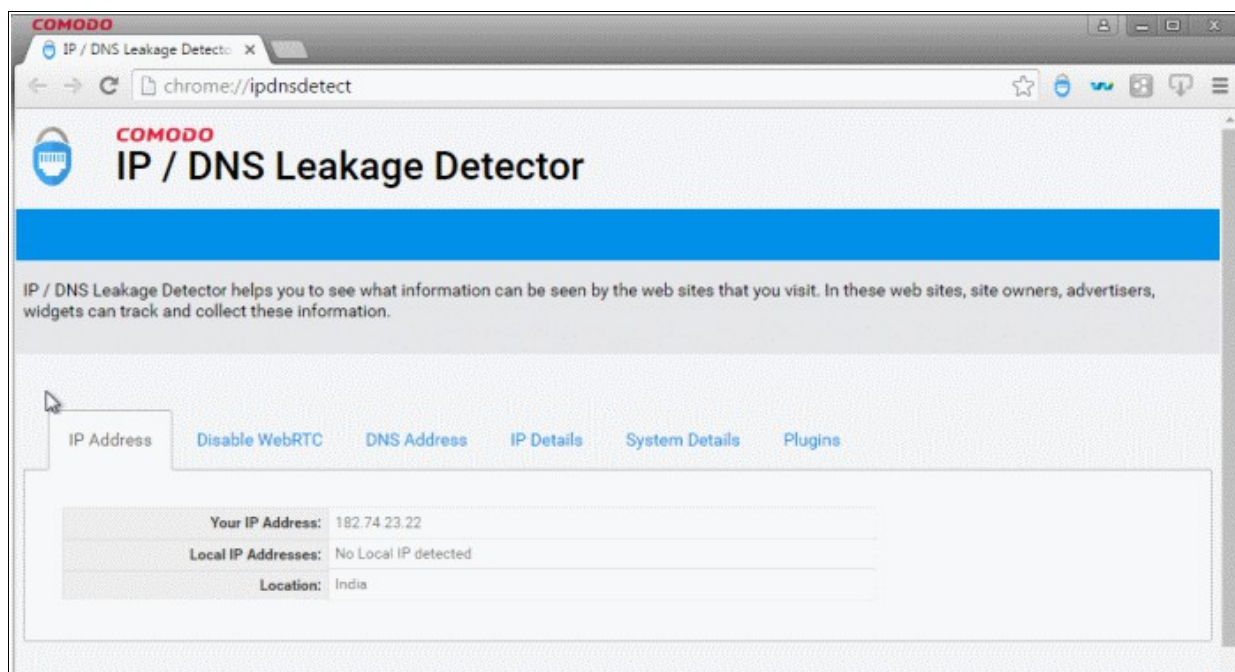 COMODO
IP / DNS Leakage Detecto
chrome://ipdnsdetect
COMODO
IP / DNS Leakage Detector
IP / DNS Leakage Detector helps you to see what information can be seen by the web sites that you visit. In these web sites, site owners, advertisers,
widgets can track and collect these information.
IP Address Disable WebRTC DNS Address IP Details System Details Plugins
Your IP Address: 182.74.23.22
Local IP Addresses: No Local IP detected
Location: India